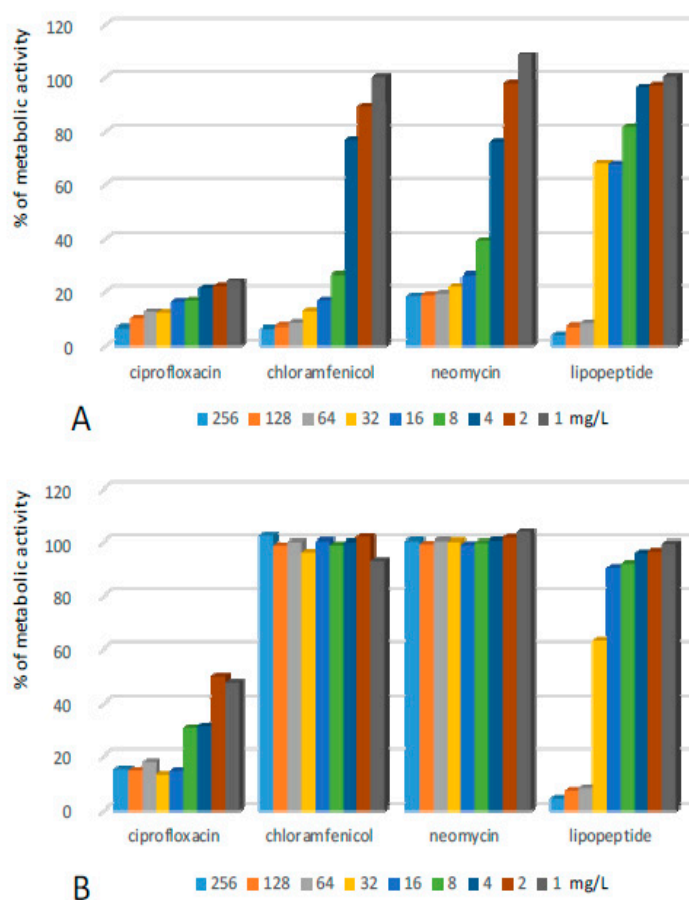 120
100
80
60
40
20
0
% of metabolic activity
ciprofloxacin chloramfenicol neomycin lipopeptide
A
256 128 64 32 16 8 4 2 1 mg/L
120
100
80
60
40
20
0
% of metabolic activity
ciprofloxacin chloramfenicol neomycin lipopeptide
B
256 128 64 32 16 8 4 2 1 mg/L